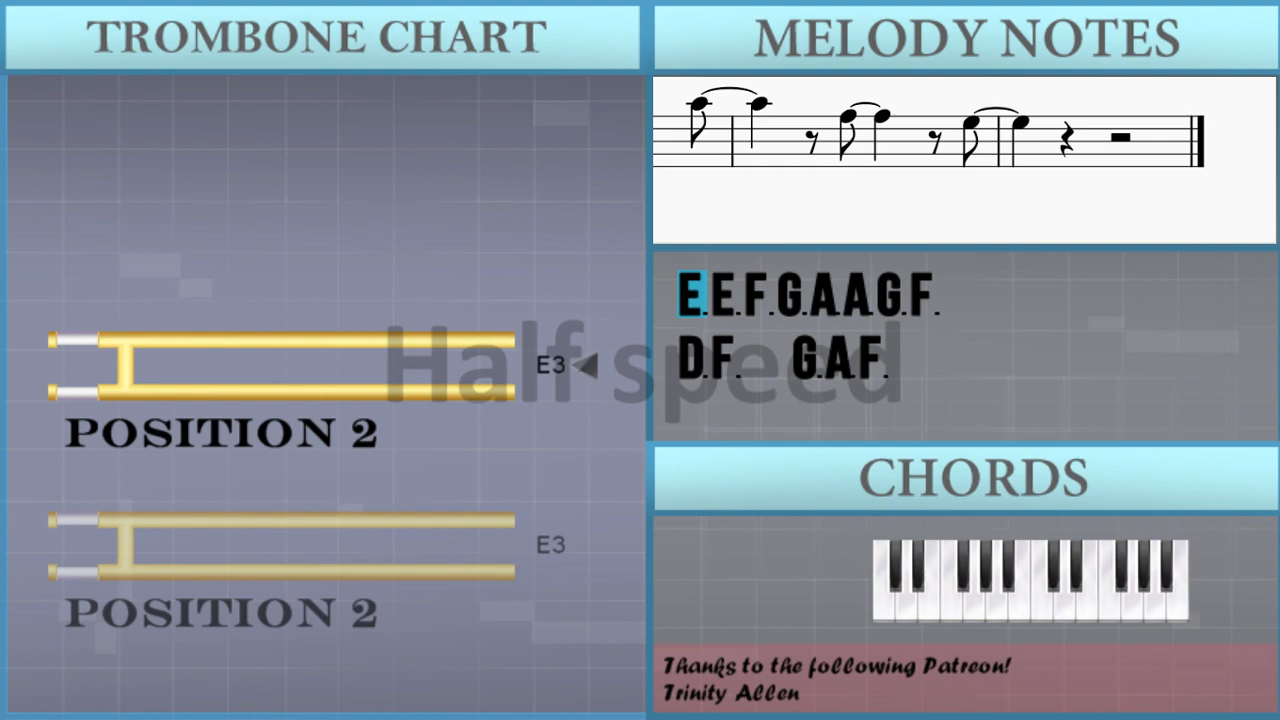 TROMBONE CHART
MELODY NOTES
E.E.F.G.A.A.G.F.
D.F. G.A.F.
Half speed
E3
POSITION 2
E3
POSITION 2
CHORDS
Thanks to the following Patreon!
Trinity Allen